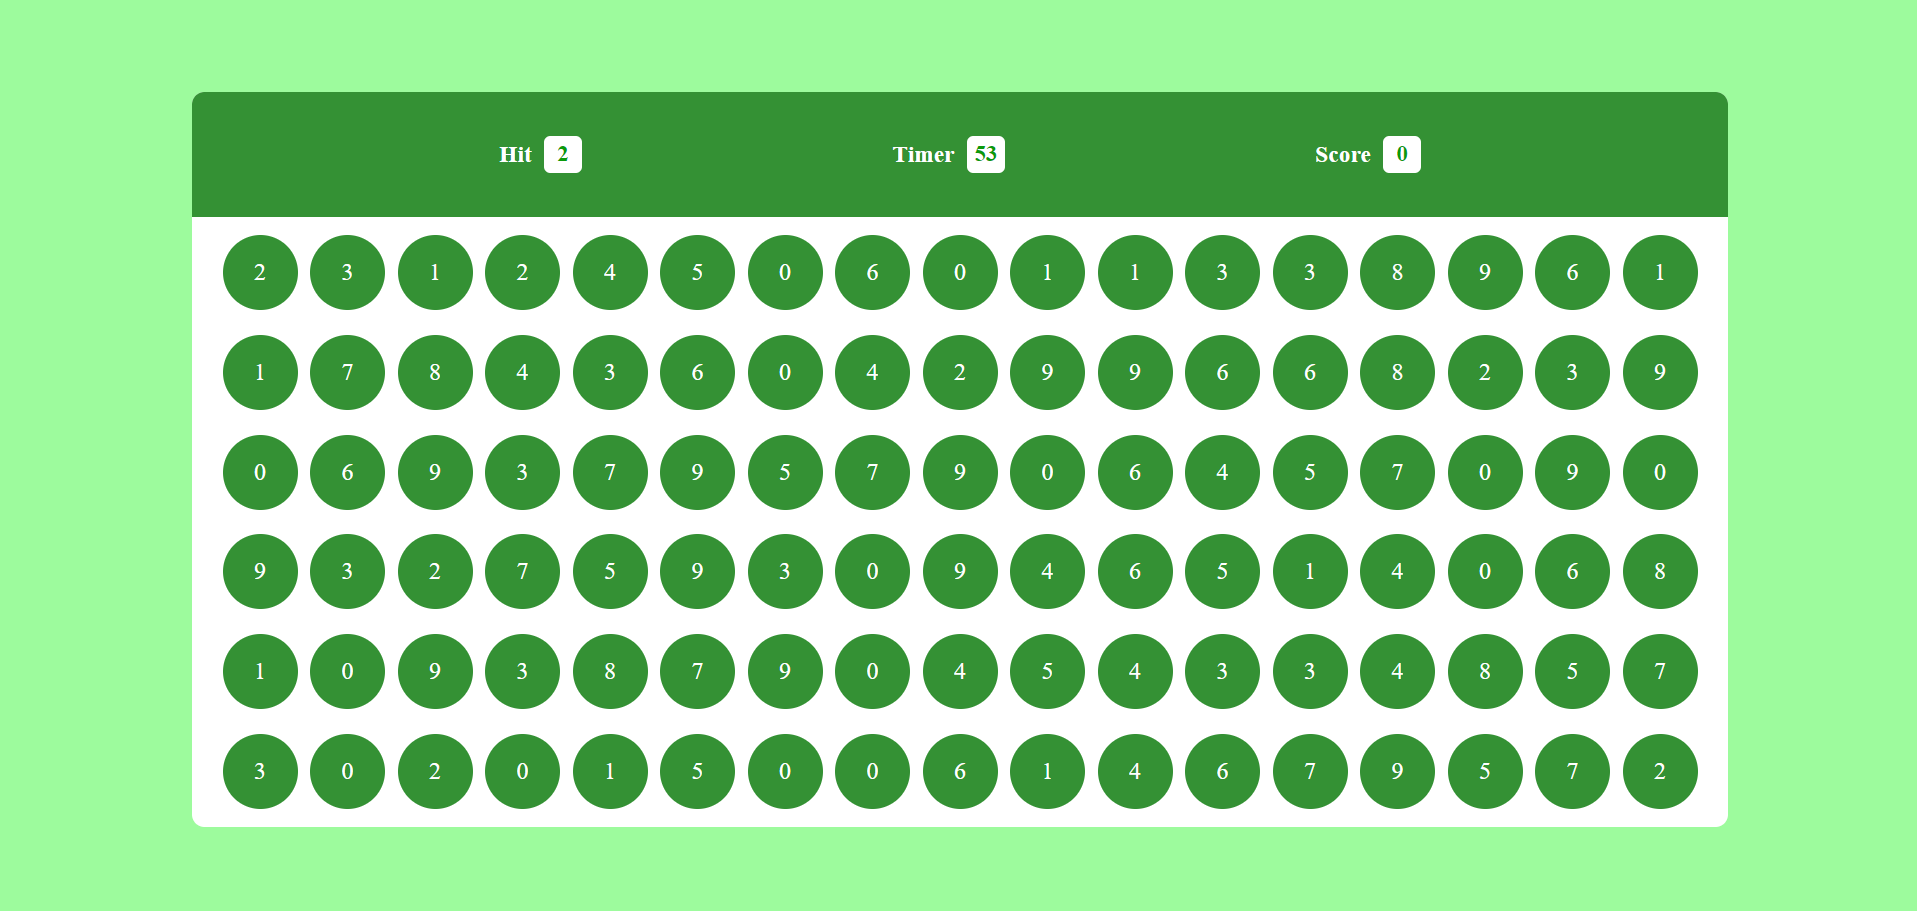 Hit 2 Timer 53 Score 0
2 3 1 2 4 5 0 6 0 1 1 3 3 8 9 6 1
1 7 8 4 3 6 0 4 2 9 9 6 6 8 2 3 9
0 6 9 3 7 9 5 7 9 0 6 4 5 7 0 9 0
9 3 2 7 5 9 3 0 9 4 6 5 1 4 0 6 8
1 0 9 3 8 7 9 0 4 5 4 3 3 4 8 5 7
3 0 2 0 1 5 0 0 6 1 4 6 7 9 5 7 2